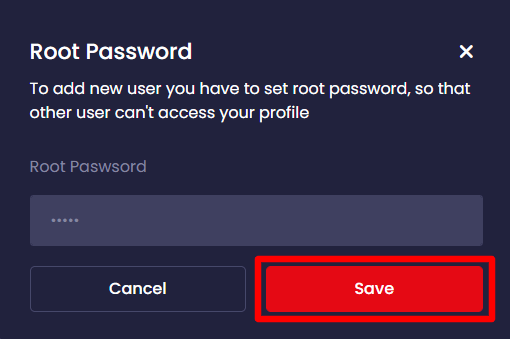 Root Password
To add new user you have to set root password, so that
other user can't access your profile
Root Paswsord
•••••
Cancel
Save